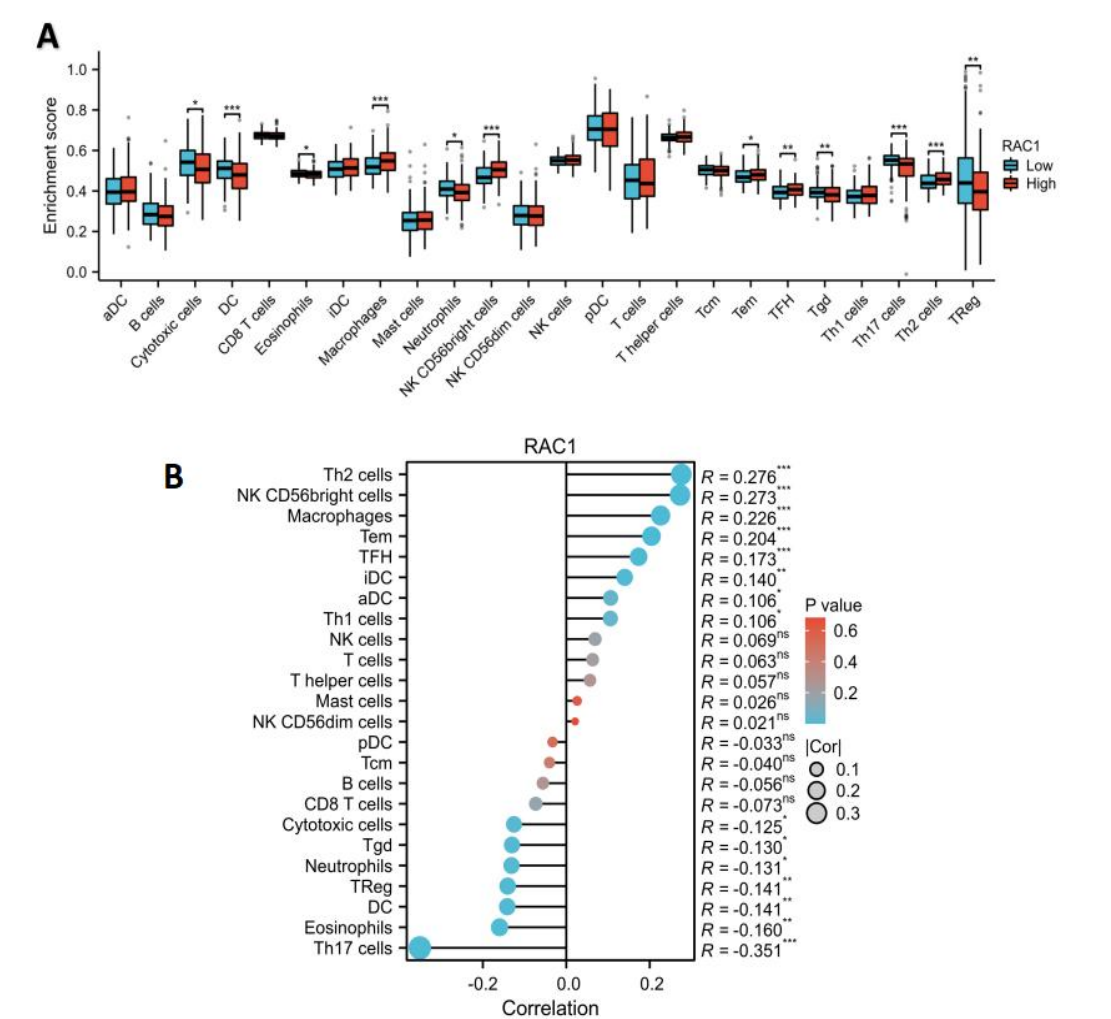 A
* *** * *** * *** * ** ** *** *** **
Enrichment score
1.0
0.8
0.6
0.4
0.2
0.0
RAC1
Low
High
aDC
B cells
Cytotoxic cells
DC
CD8 T cells
Eosinophils
iDC
Macrophages
Mast cells
Neutrophils
NK CD56bright cells
NK CD56dim cells
NK cells
pDC
T cells
T helper cells
Tcm
Tem
TFH
Tgd
Th1 cells
Th17 cells
Th2 cells
TReg
B
RAC1
Th2 cells R = 0.276***
NK CD56bright cells R = 0.273***
Macrophages R = 0.226***
Tem R = 0.204***
TFH R = 0.173***
iDC R = 0.140**
aDC R = 0.106*
Th1 cells R = 0.106*
NK cells R = 0.069ns
T cells R = 0.063ns
T helper cells R = 0.057ns
Mast cells R = 0.026ns
NK CD56dim cells R = 0.021ns
pDC R = -0.033ns
Tcm R = -0.040ns
B cells R = -0.056ns
CD8 T cells R = -0.073ns
Cytotoxic cells R = -0.125*
Tgd R = -0.130*
Neutrophils R = -0.131*
TReg R = -0.141**
DC R = -0.141**
Eosinophils R = -0.160**
Th17 cells R = -0.351***
-0.2 0.0 0.2
Correlation
P value
0.6
0.4
0.2
|Cor|
0.1
0.2
0.3